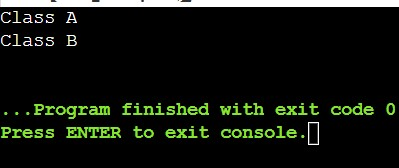 Class A
Class B
...Program finished with exit code 0
Press ENTER to exit console.